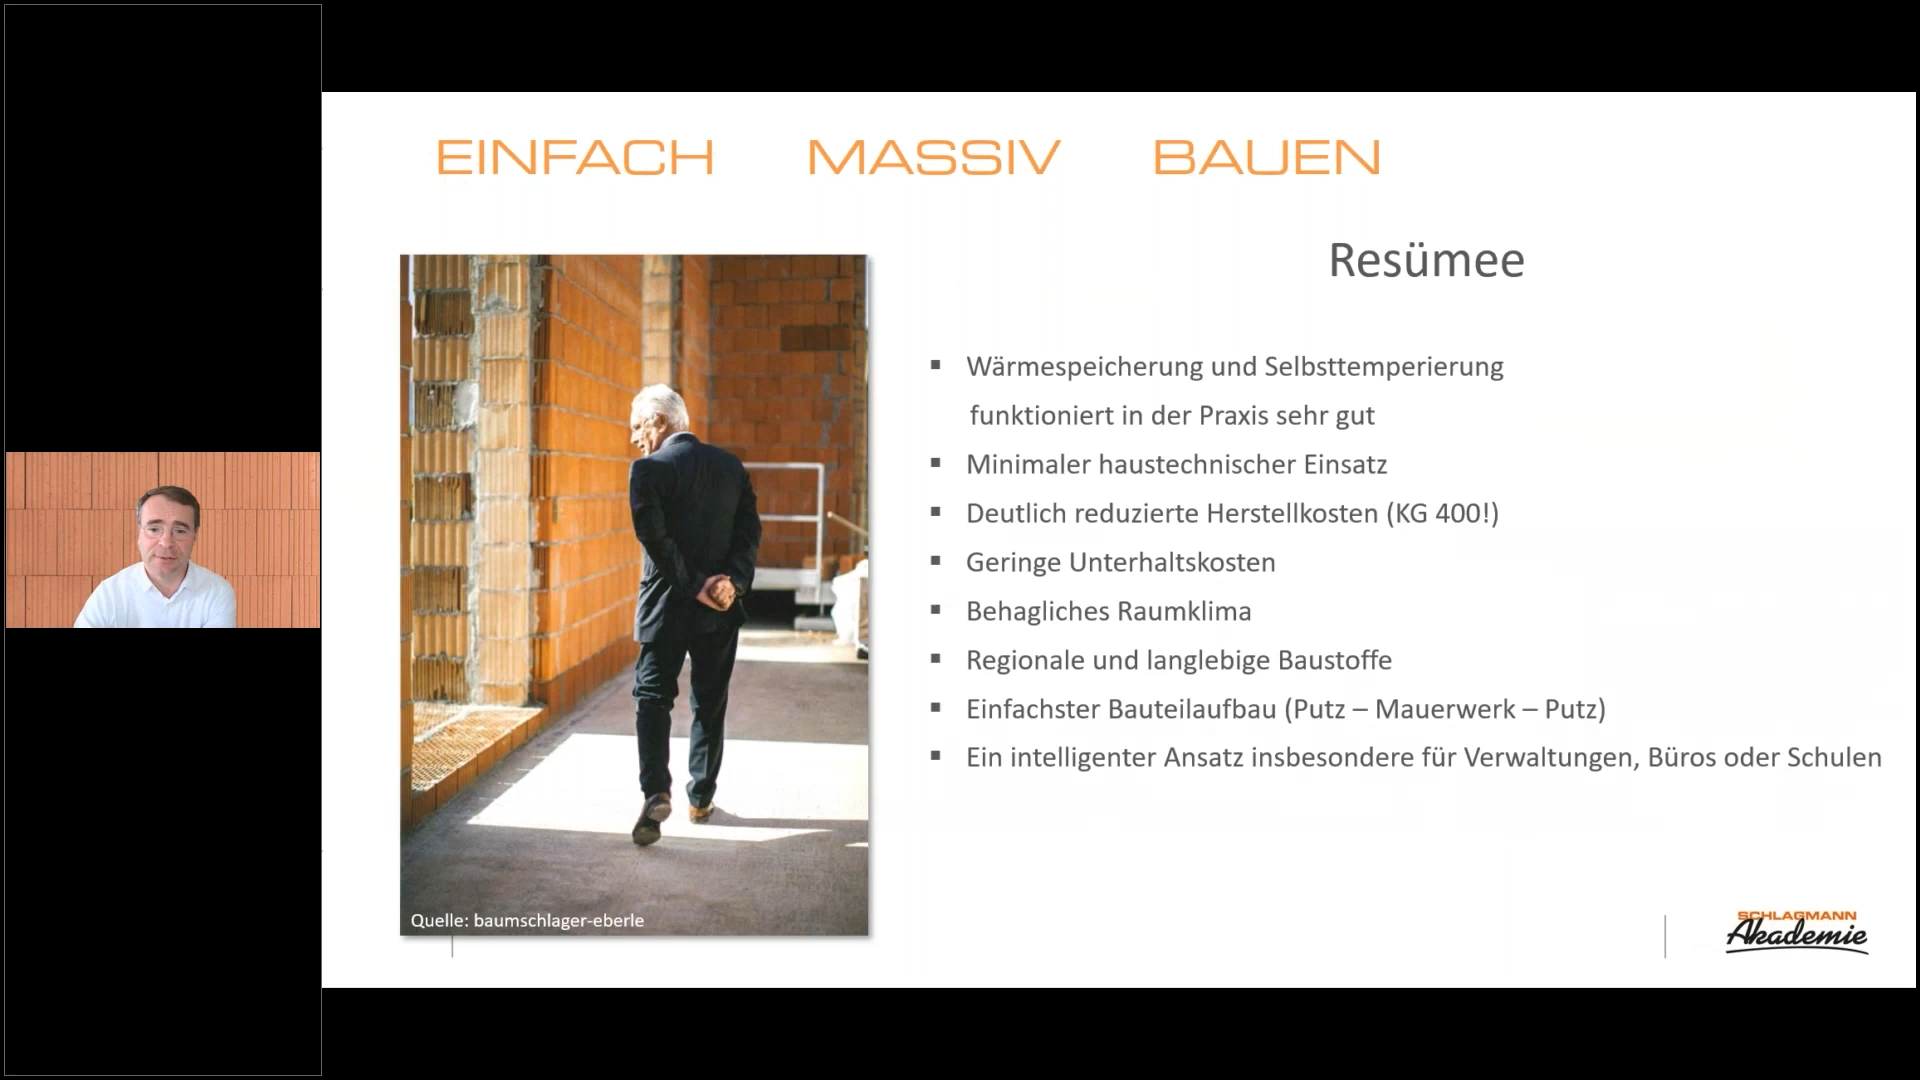 EINFACH MASSIV BAUEN
Resümee
▪ Wärmespeicherung und Selbsttemperierung
funktioniert in der Praxis sehr gut
▪ Minimaler haustechnischer Einsatz
▪ Deutlich reduzierte Herstellkosten (KG 400!)
▪ Geringe Unterhaltskosten
▪ Behagliches Raumklima
▪ Regionale und langlebige Baustoffe
▪ Einfachster Bauteilaufbau (Putz – Mauerwerk – Putz)
▪ Ein intelligenter Ansatz insbesondere für Verwaltungen, Büros oder Schulen
Quelle: baumschlager-eberle
SCHLAGMANN
Akademie